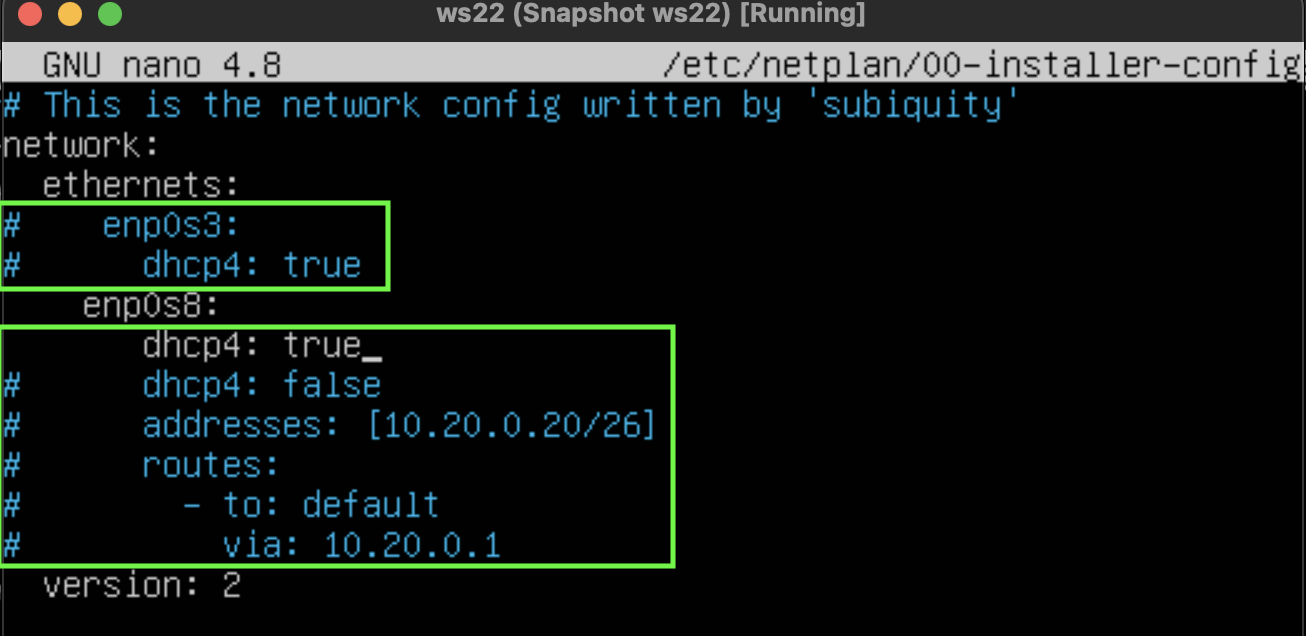 ws22 (Snapshot ws22) [Running]
GNU nano 4.8 /etc/netplan/00-installer-config
# This is the network config written by 'subiquity'
network:
  ethernets:
#    enp0s3:
#      dhcp4: true
    enp0s8:
       dhcp4: true_
#      dhcp4: false
#      addresses: [10.20.0.20/26]
#      routes:
#        - to: default
#          via: 10.20.0.1
  version: 2